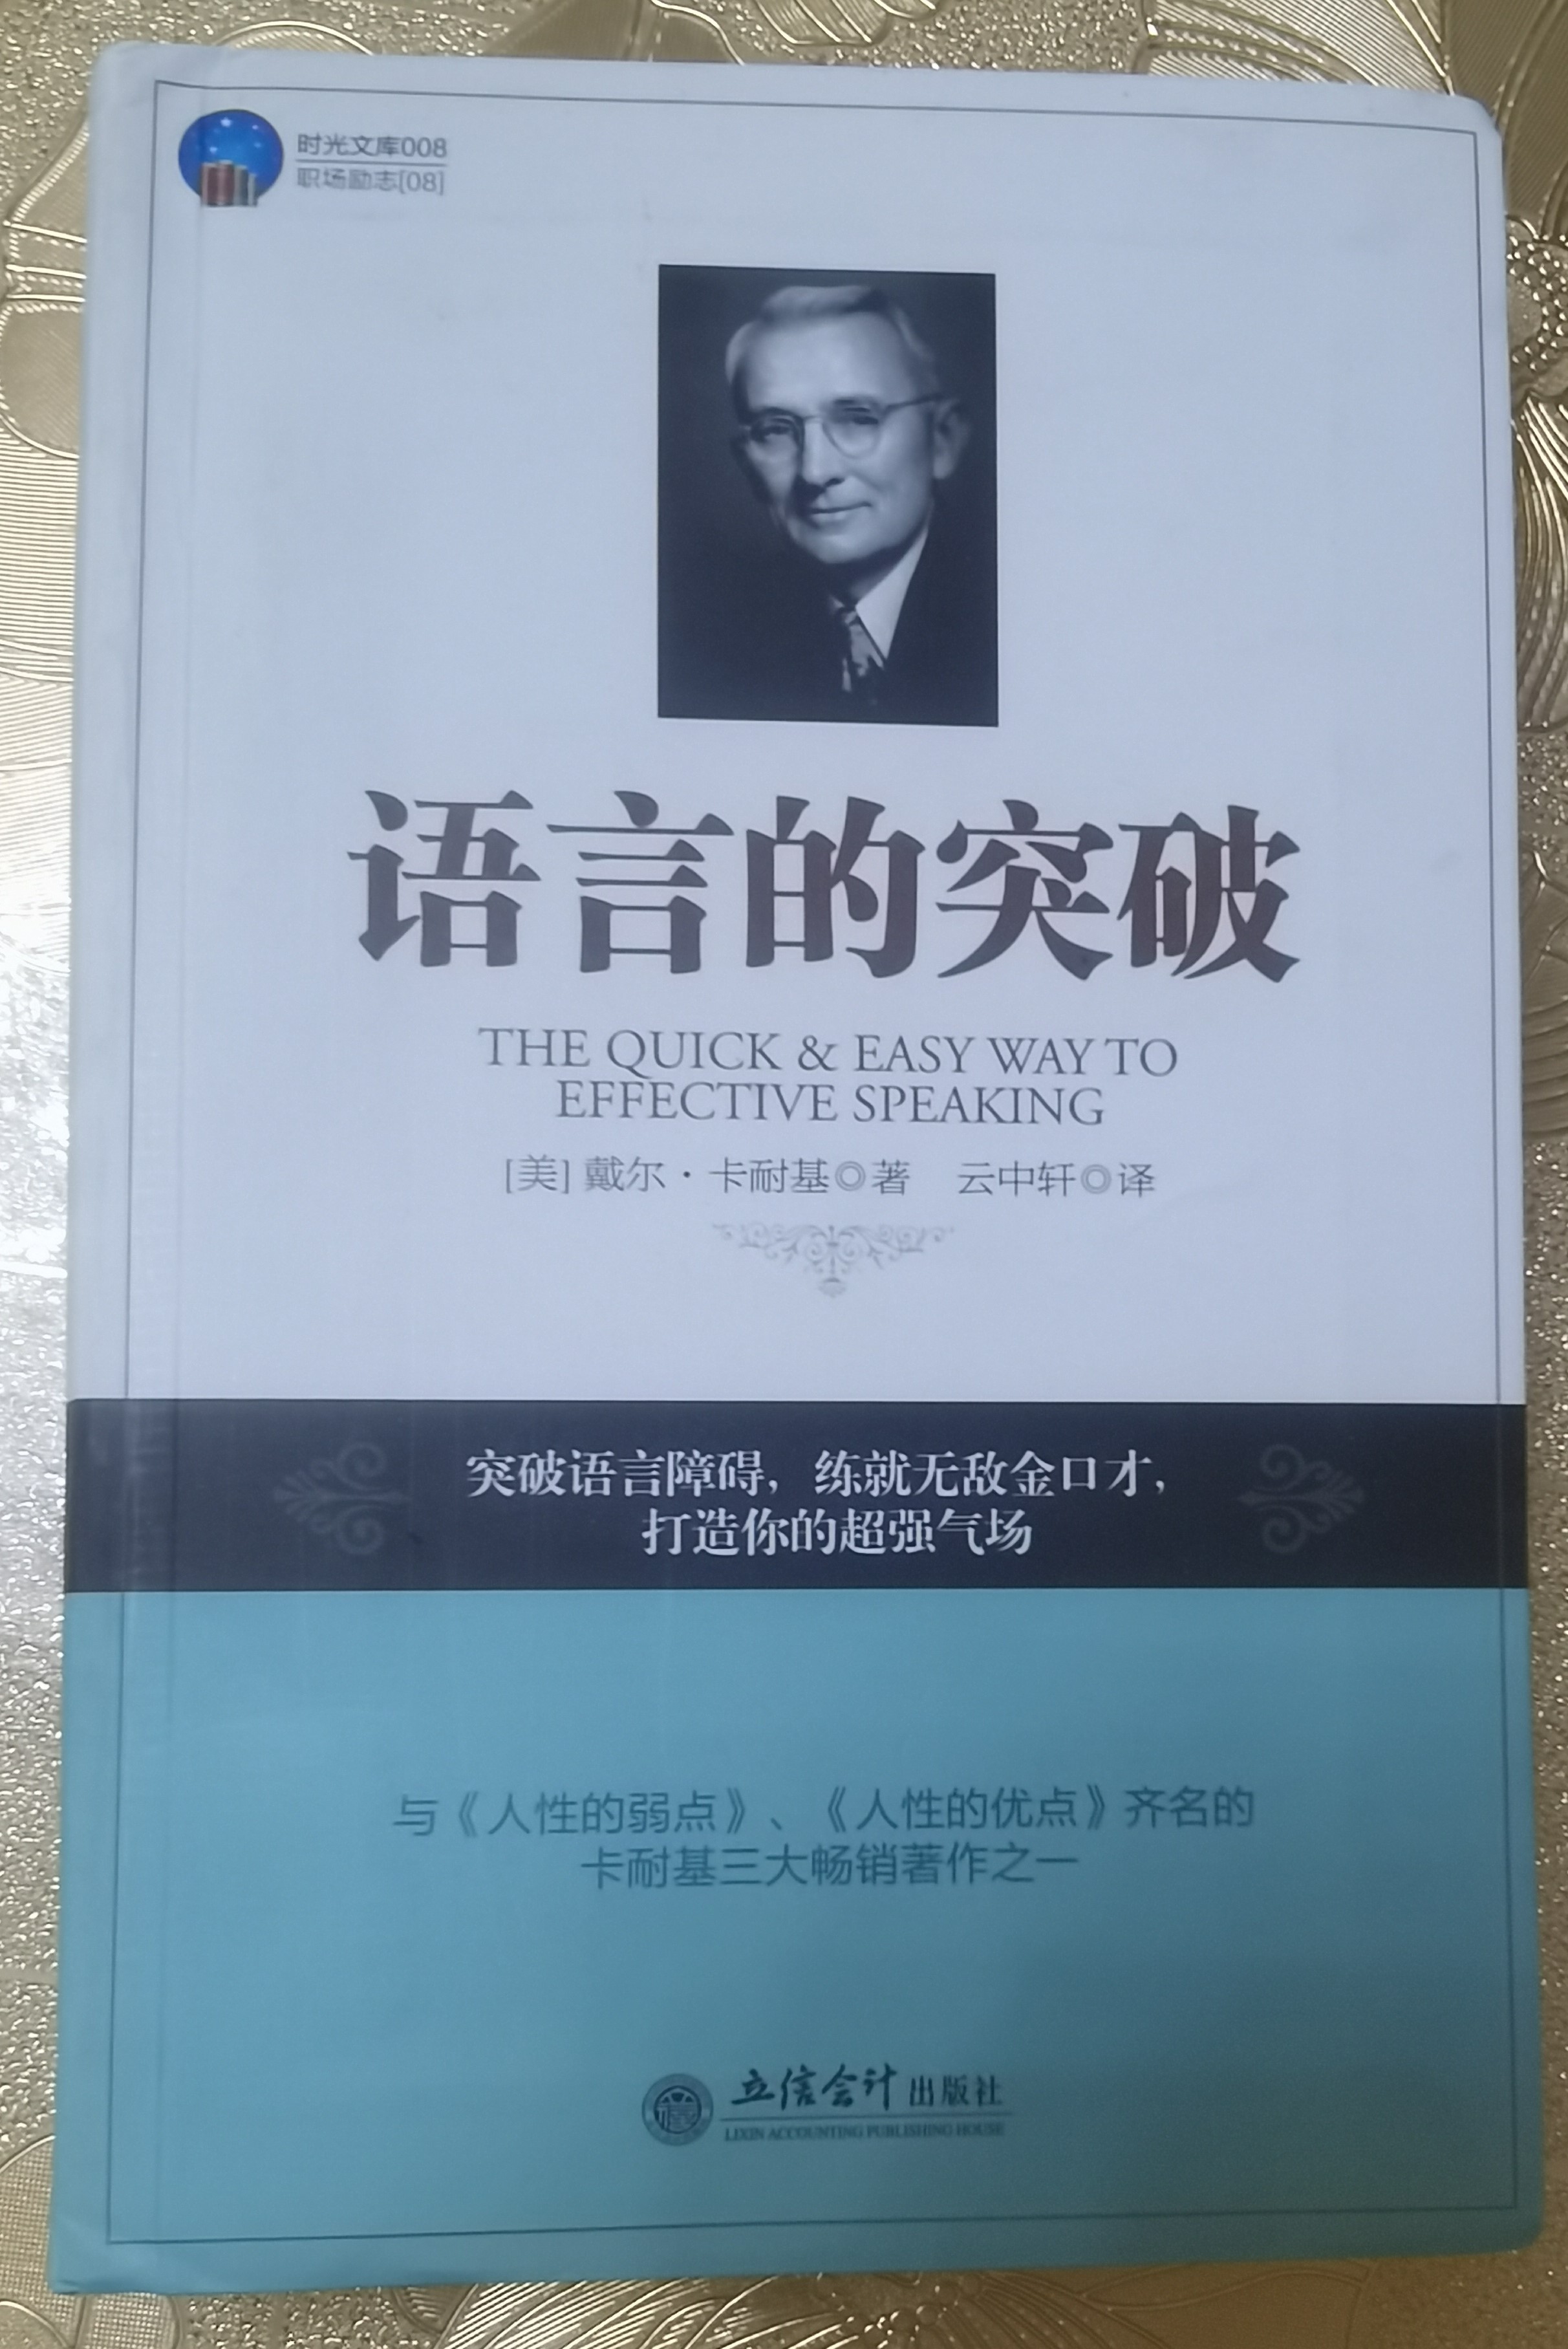 时光文库008
职场励志[08]
语言的突破
THE QUICK & EASY WAY TO
EFFECTIVE SPEAKING
[美] 戴尔·卡耐基◎著 云中轩◎译
突破语言障碍，练就无敌金口才，
打造你的超强气场
与《人性的弱点》、《人性的优点》齐名的
卡耐基三大畅销著作之一
立信会计出版社
LIXIN ACCOUNTING PUBLISHING HOUSE